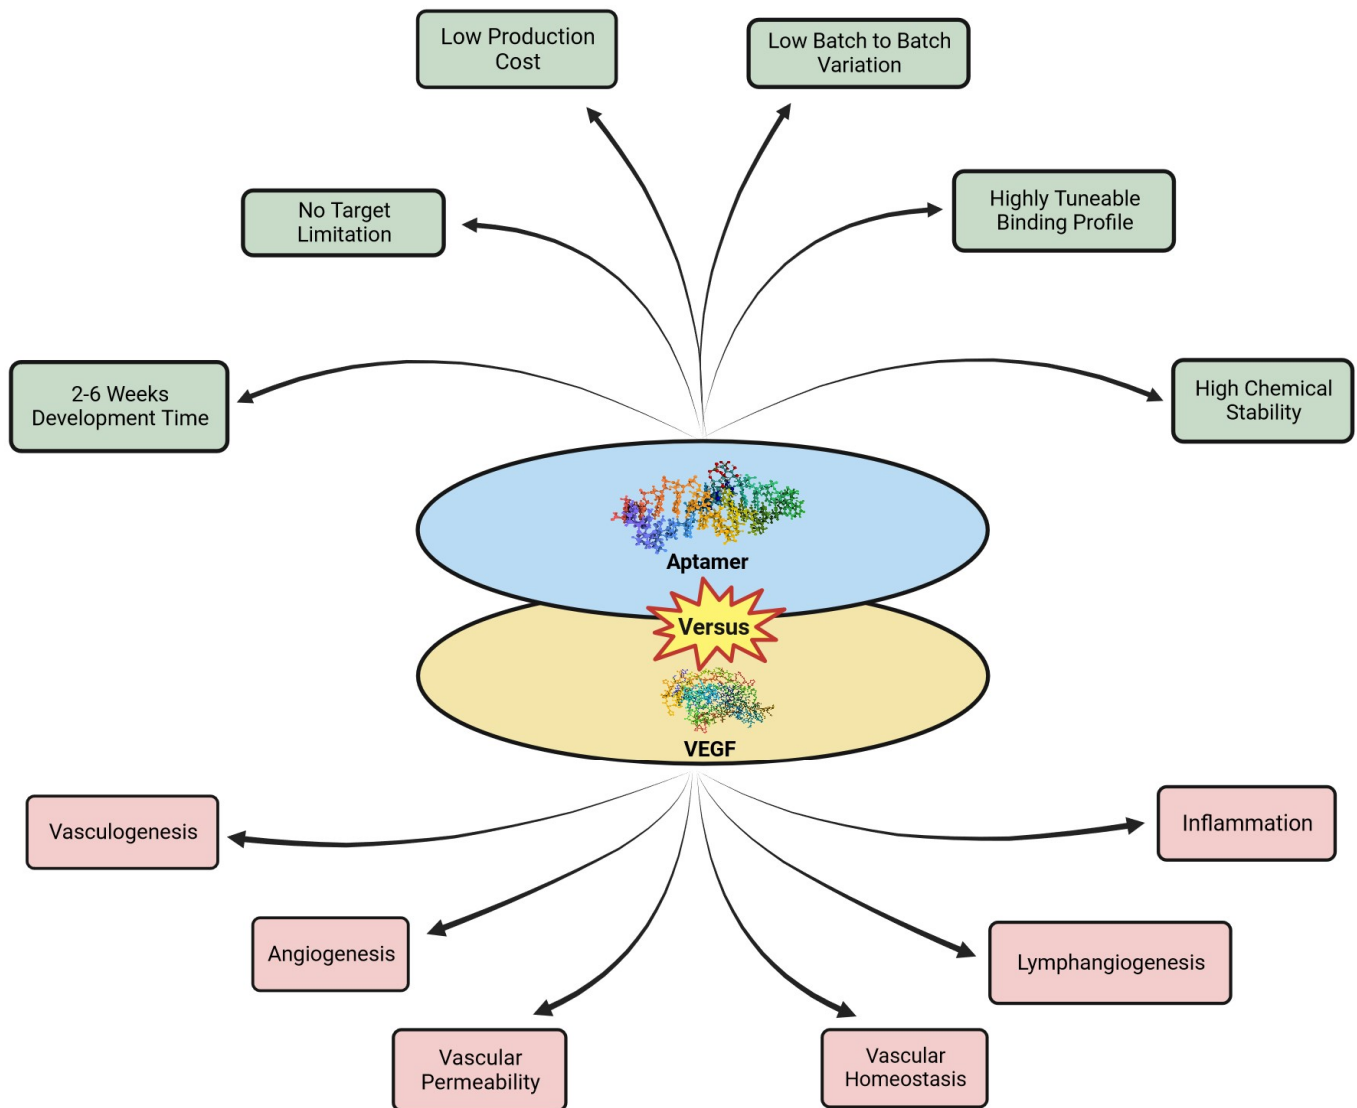 Low Production
Cost
Low Batch to Batch
Variation
No Target
Limitation
Highly Tuneable
Binding Profile
2-6 Weeks
Development Time
High Chemical
Stability
Aptamer
Versus
VEGF
Vasculogenesis
Inflammation
Angiogenesis
Lymphangiogenesis
Vascular
Permeability
Vascular
Homeostasis